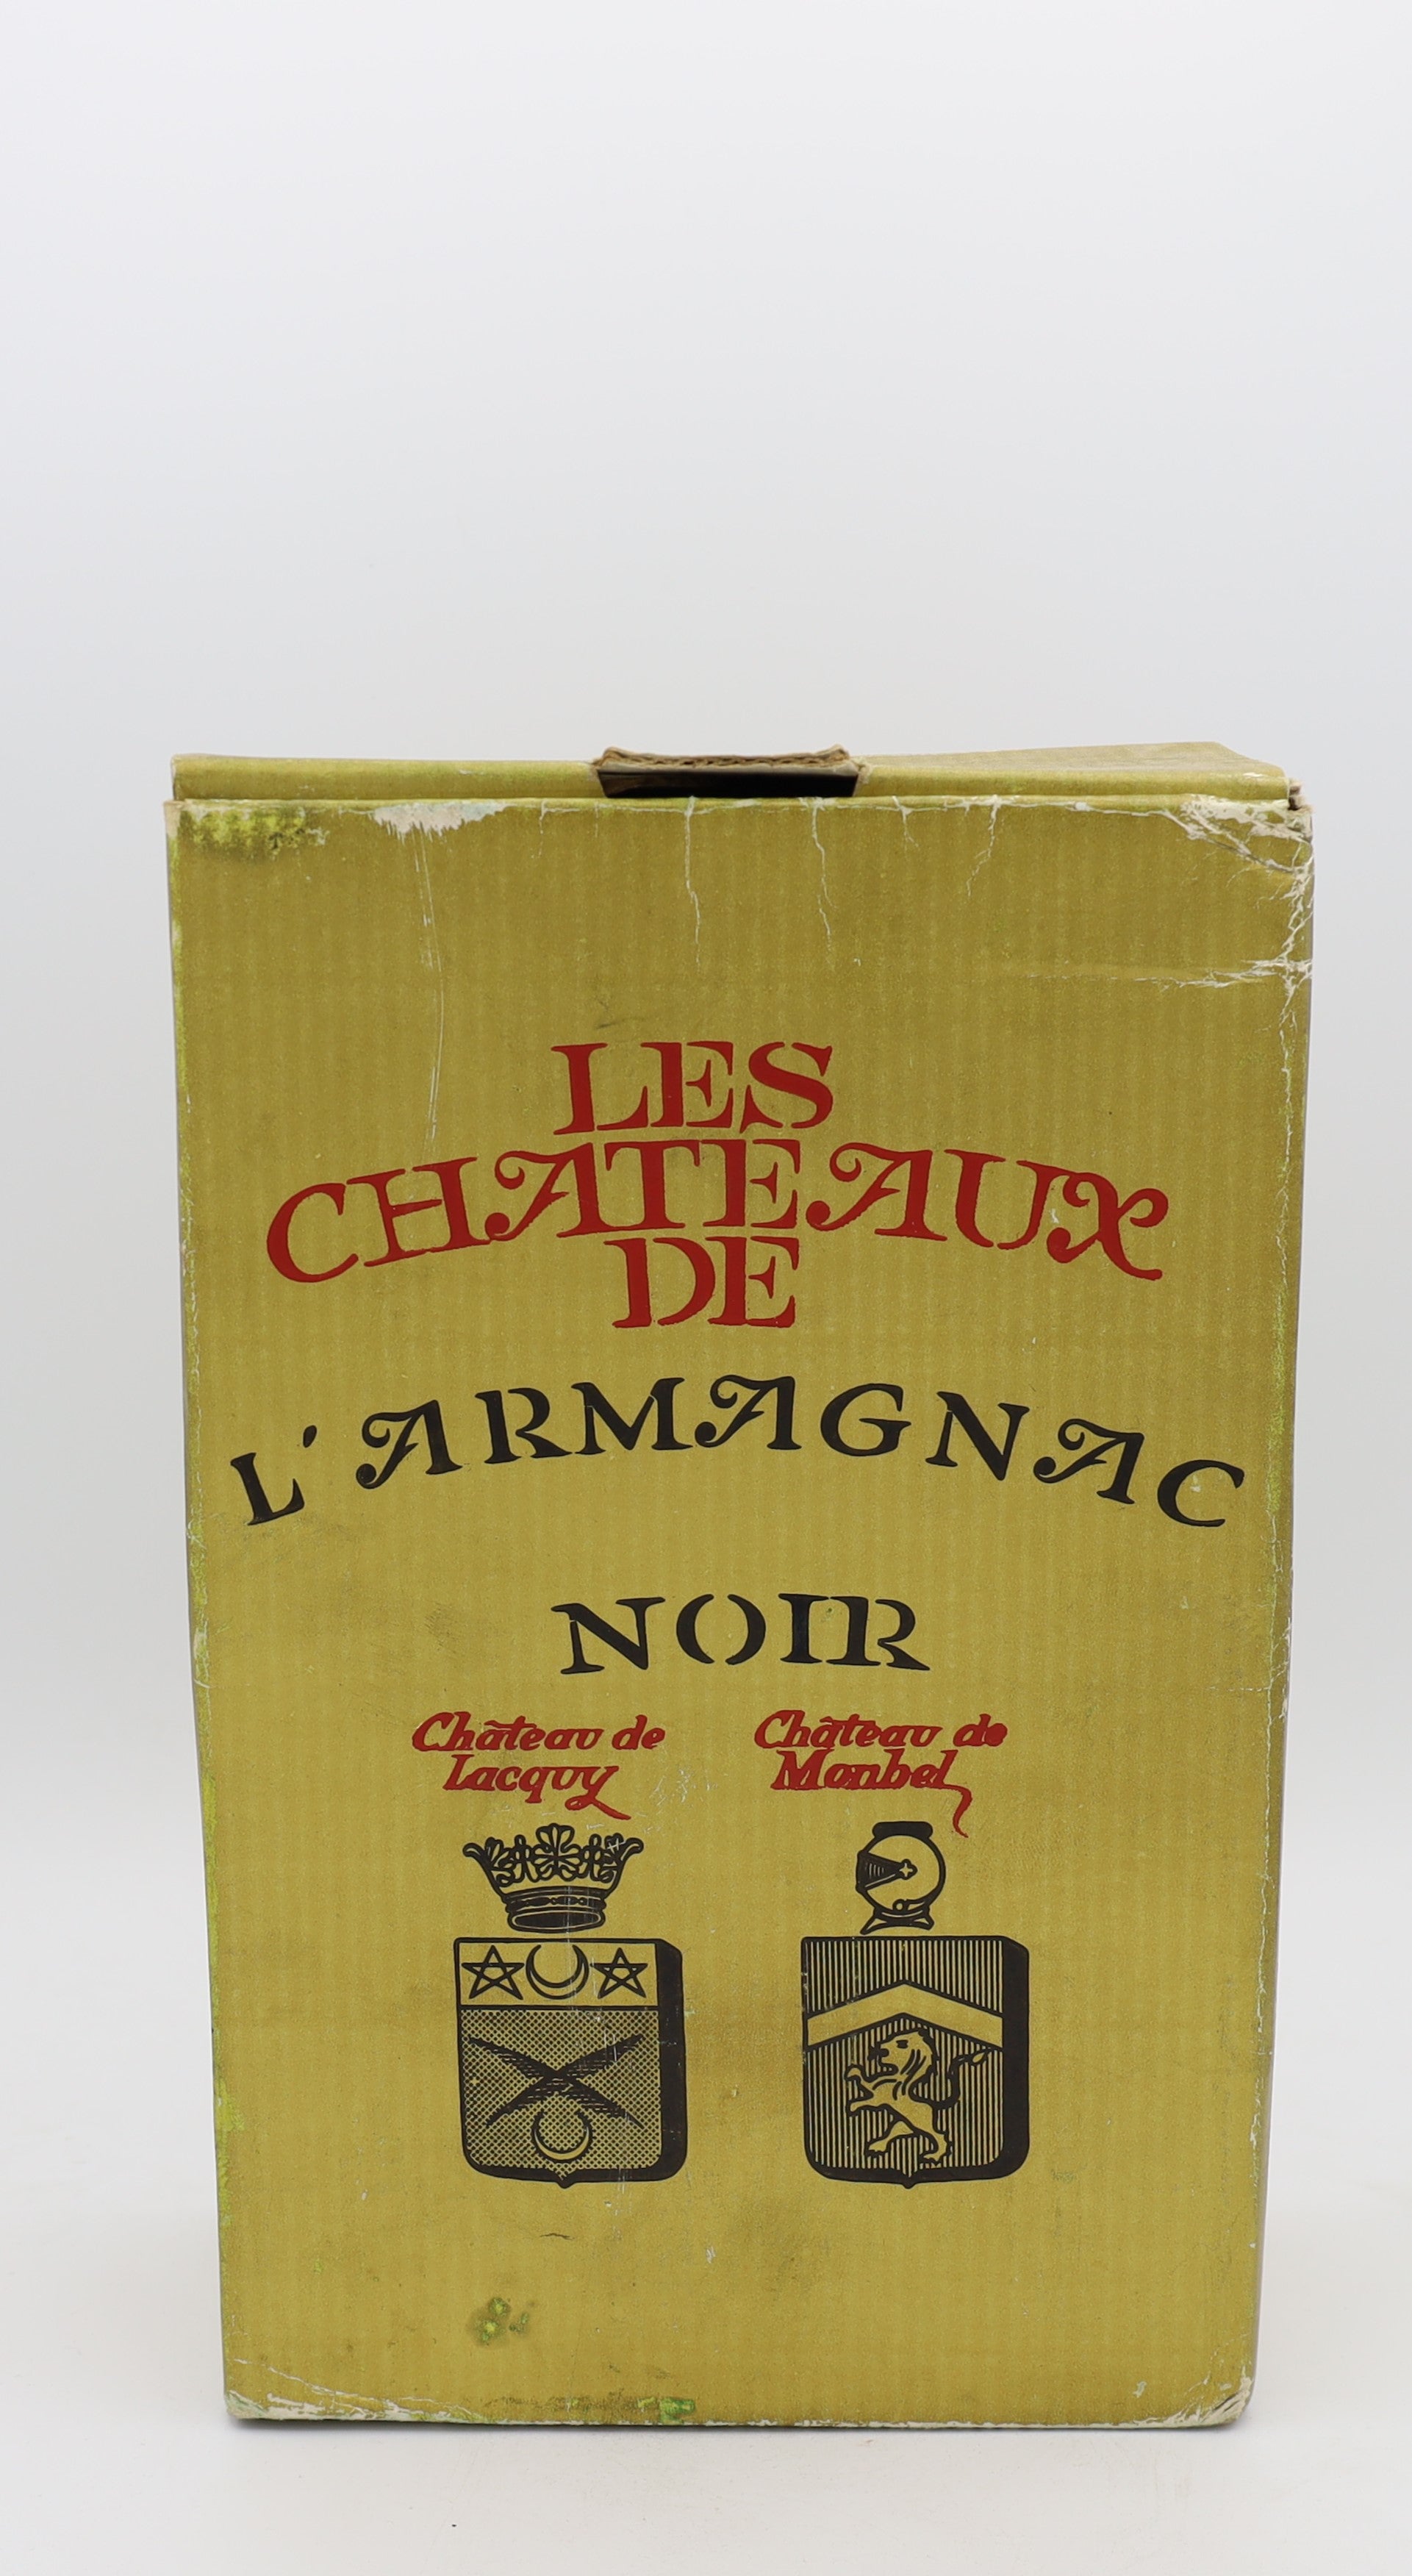 LES
CHATEAUX
DE
L'ARMAGNAC
NOIR
Château de
Lacquy
Château de
Monbel